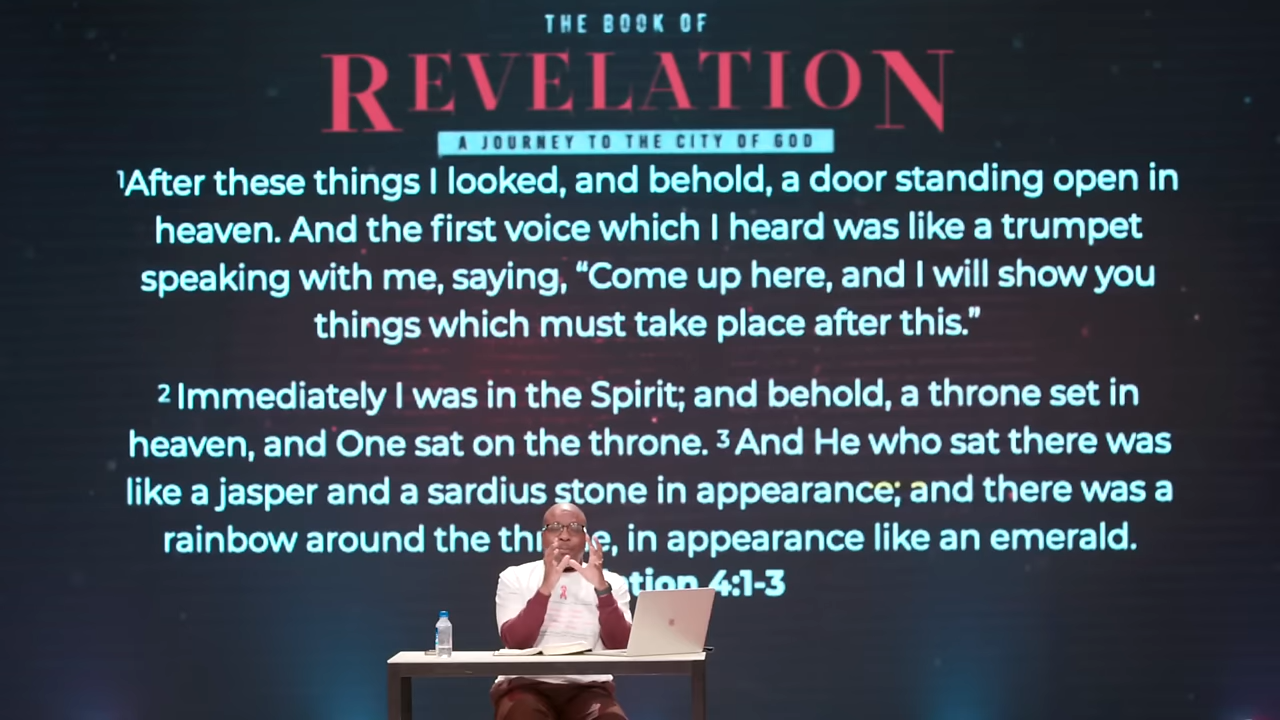 THE BOOK OF
REVELATION
A JOURNEY TO THE CITY OF GOD
¹After these things I looked, and behold, a door standing open in
heaven. And the first voice which I heard was like a trumpet
speaking with me, saying, “Come up here, and I will show you
things which must take place after this.”
² Immediately I was in the Spirit; and behold, a throne set in
heaven, and One sat on the throne. ³ And He who sat there was
like a jasper and a sardius stone in appearance; and there was a
rainbow around the thr e, in appearance like an emerald.
ation 4:1-3